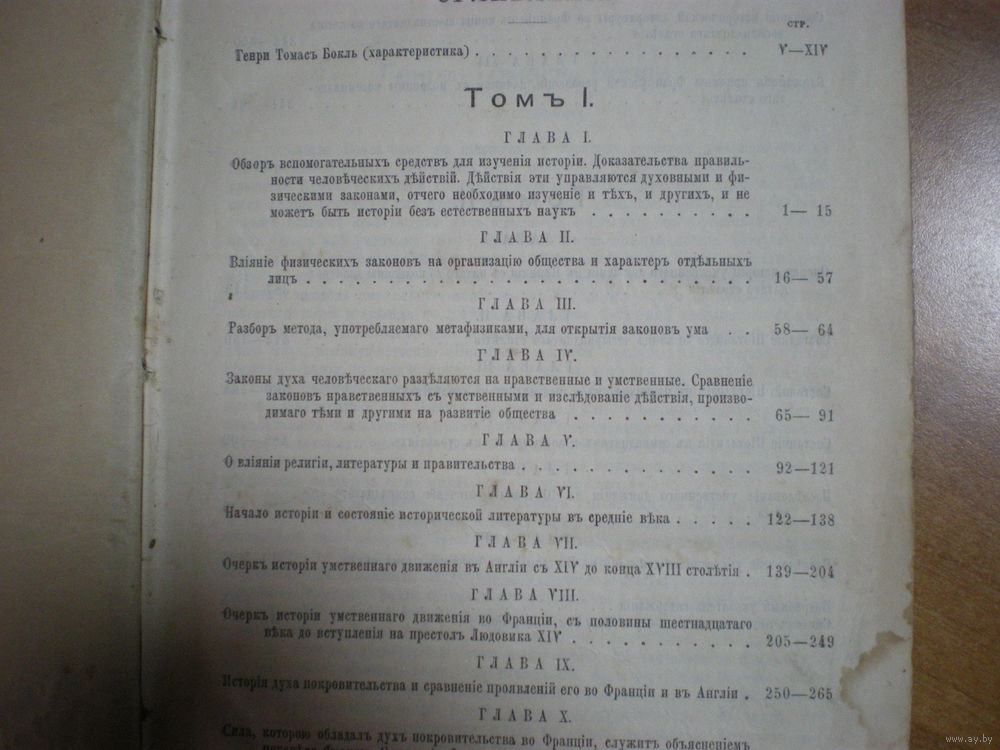 СТР.
Генри Томасъ Бокль (характеристика) . . . . . . . . . . . . . . . . V—XIV
Томъ I.
ГЛАВА I.
Обзоръ вспомогательныхъ средствъ для изученія исторіи. Доказательства правиль-
ности человѣческихъ дѣйствій. Дѣйствія эти управляются духовными и фи-
зическими законами, отчего необходимо изученіе и тѣхъ, и другихъ, и не
можетъ быть исторіи безъ естественныхъ наукъ . . . . . . . . . . 1— 15
ГЛАВА II.
Вліяніе физическихъ законовъ на организацію общества и характеръ отдѣльныхъ
лицъ . . . . . . . . . . . . . . . . . . . . . . . . . . . . 16— 57
ГЛАВА III.
Разборъ метода, употребляемаго метафизиками, для открытія законовъ ума . . 58— 64
ГЛАВА IV.
Законы духа человѣческаго раздѣляются на нравственные и умственные. Сравненіе
законовъ нравственныхъ съ умственными и изслѣдованіе дѣйствія, произво-
димаго тѣми и другими на развитіе общества . . . . . . . . . . . 65— 91
ГЛАВА V.
О вліяніи религіи, литературы и правительства . . . . . . . . . . . . . . 92—121
ГЛАВА VI.
Начало исторіи и состояніе исторической литературы въ средніе вѣка . . . . . 122—138
ГЛАВА VII.
Очеркъ исторіи умственнаго движенія въ Англіи съ XIV до конца XVIII столѣтія . 139—204
ГЛАВА VIII.
Очеркъ исторіи умственнаго движенія во Франціи, съ половины шестнадцатаго
вѣка до вступленія на престолъ Людовика XIV . . . . . . . . . . . 205—249
ГЛАВА IX.
Исторія духа покровительства и сравненіе проявленій его во Франціи и въ Англіи . 250—265
ГЛАВА X.
Сила, которою обладалъ духъ покровительства во Франціи, служитъ объясненіемъ
www.ay.by